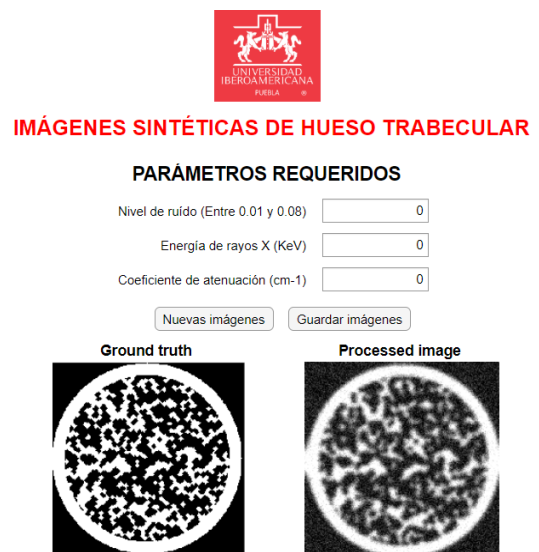 UNIVERSIDAD
IBEROAMERICANA
PUEBLA ®
IMÁGENES SINTÉTICAS DE HUESO TRABECULAR
PARÁMETROS REQUERIDOS
Nivel de ruído (Entre 0.01 y 0.08) 0
Energía de rayos X (KeV) 0
Coeficiente de atenuación (cm-1) 0
Nuevas imágenes Guardar imágenes
Ground truth Processed image